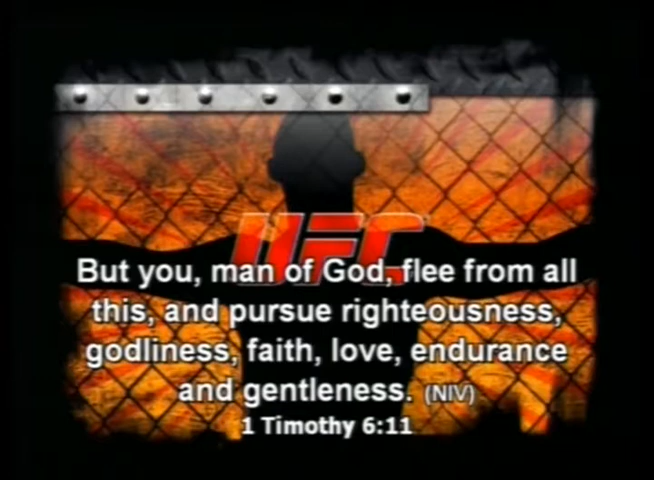 UFC
But you, man of God, flee from all
this, and pursue righteousness,
godliness, faith, love, endurance
and gentleness. (NIV)
1 Timothy 6:11